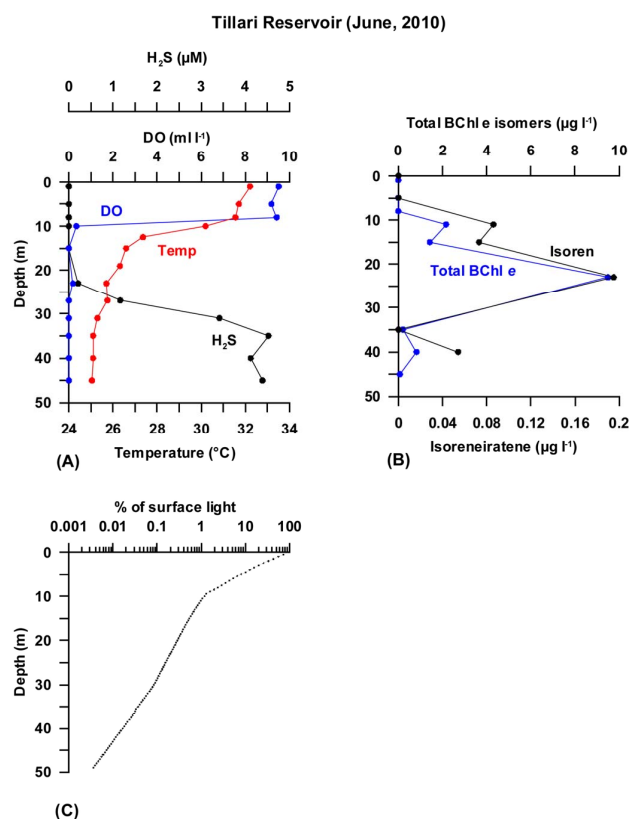 Tillari Reservoir (June, 2010)
H₂S (µM)
0 1 2 3 4 5
DO (ml l⁻¹)
0 2 4 6 8 10
0
10
20
30
40
50
Depth (m)
DO
Temp
H₂S
24 26 28 30 32 34
Temperature (°C)
(A)
Total BChl e isomers (µg l⁻¹)
0 2 4 6 8 10
0
10
20
30
40
50
Isoren
Total BChl e
0 0.04 0.08 0.12 0.16 0.2
Isoreneiratene (µg l⁻¹)
(B)
% of surface light
0.001 0.01 0.1 1 10 100
0
10
20
30
40
50
Depth (m)
(C)